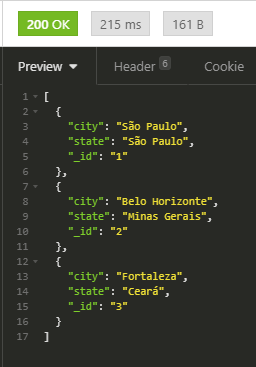 200 OK 215 ms 161 B
Preview Header 6 Cookie
1 [
2 {
3 "city": "São Paulo",
4 "state": "São Paulo",
5 "_id": "1"
6 },
7 {
8 "city": "Belo Horizonte",
9 "state": "Minas Gerais",
10 "_id": "2"
11 },
12 {
13 "city": "Fortaleza",
14 "state": "Ceará",
15 "_id": "3"
16 }
17 ]